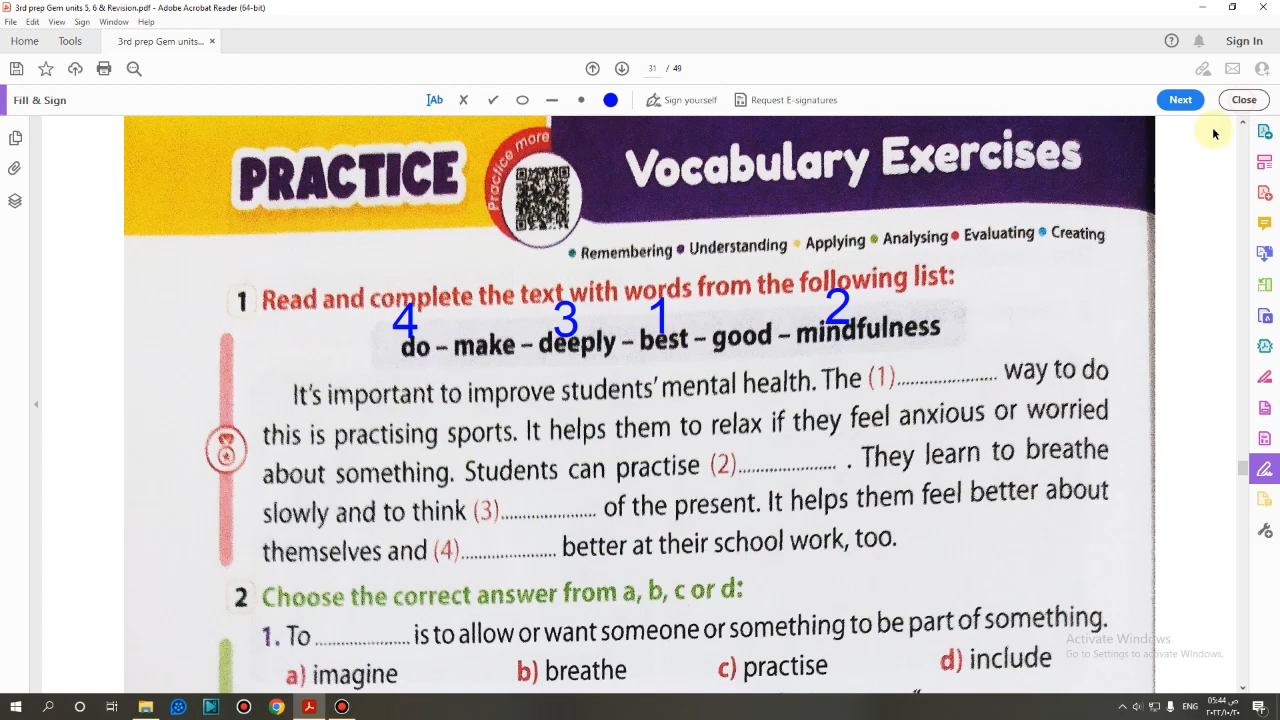 3rd prep Gem units 5, 6 & Revision.pdf - Adobe Acrobat Reader (64-bit)
File Edit View Sign Window Help
Home Tools 3rd prep Gem units... × Sign In
31 / 49
Fill & Sign Ab Sign yourself Request E-signatures Next Close
PRACTICE Practice more Vocabulary Exercises
Remembering Understanding Applying Analysing Evaluating Creating
1 Read and complete the text with words from the following list:
4 3 1 2
do – make – deeply – best – good – mindfulness
It's important to improve students' mental health. The (1).................... way to do
this is practising sports. It helps them to relax if they feel anxious or worried
about something. Students can practise (2)................... . They learn to breathe
slowly and to think (3)................... of the present. It helps them feel better about
themselves and (4)................... better at their school work, too.
2 Choose the correct answer from a, b, c or d:
1. To ................... is to allow or want someone or something to be part of something.
a) imagine b) breathe c) practise d) include
Activate Windows
Go to Settings to activate Windows.
ENG 05:44 ص
٢٠٢٢/١٠/٢٠